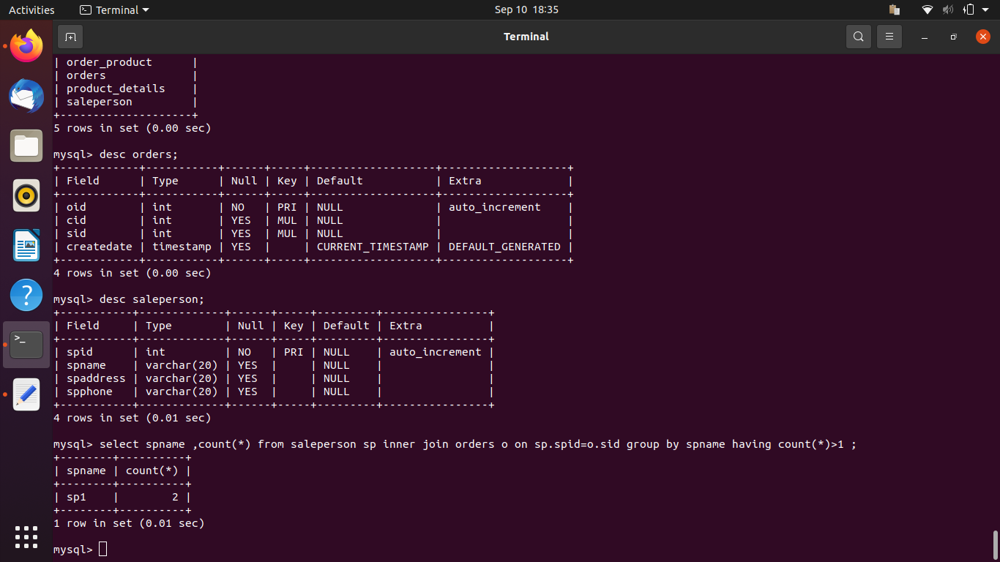 Activities Terminal Sep 10 18:35
Terminal
| order_product      |
| orders             |
| product_details    |
| saleperson         |
+--------------------+
5 rows in set (0.00 sec)

mysql> desc orders;
+------------+-----------+------+-----+-------------------+-------------------+
| Field      | Type      | Null | Key | Default           | Extra             |
+------------+-----------+------+-----+-------------------+-------------------+
| oid        | int       | NO   | PRI | NULL              | auto_increment    |
| cid        | int       | YES  | MUL | NULL              |                   |
| sid        | int       | YES  | MUL | NULL              |                   |
| createdate | timestamp | YES  |     | CURRENT_TIMESTAMP | DEFAULT_GENERATED |
+------------+-----------+------+-----+-------------------+-------------------+
4 rows in set (0.00 sec)

mysql> desc saleperson;
+-----------+-------------+------+-----+---------+----------------+
| Field     | Type        | Null | Key | Default | Extra          |
+-----------+-------------+------+-----+---------+----------------+
| spid      | int         | NO   | PRI | NULL    | auto_increment |
| spname    | varchar(20) | YES  |     | NULL    |                |
| spaddress | varchar(20) | YES  |     | NULL    |                |
| spphone   | varchar(20) | YES  |     | NULL    |                |
+-----------+-------------+------+-----+---------+----------------+
4 rows in set (0.01 sec)

mysql> select spname ,count(*) from saleperson sp inner join orders o on sp.spid=o.sid group by spname having count(*)>1 ;
+--------+----------+
| spname | count(*) |
+--------+----------+
| sp1    |        2 |
+--------+----------+
1 row in set (0.01 sec)

mysql>